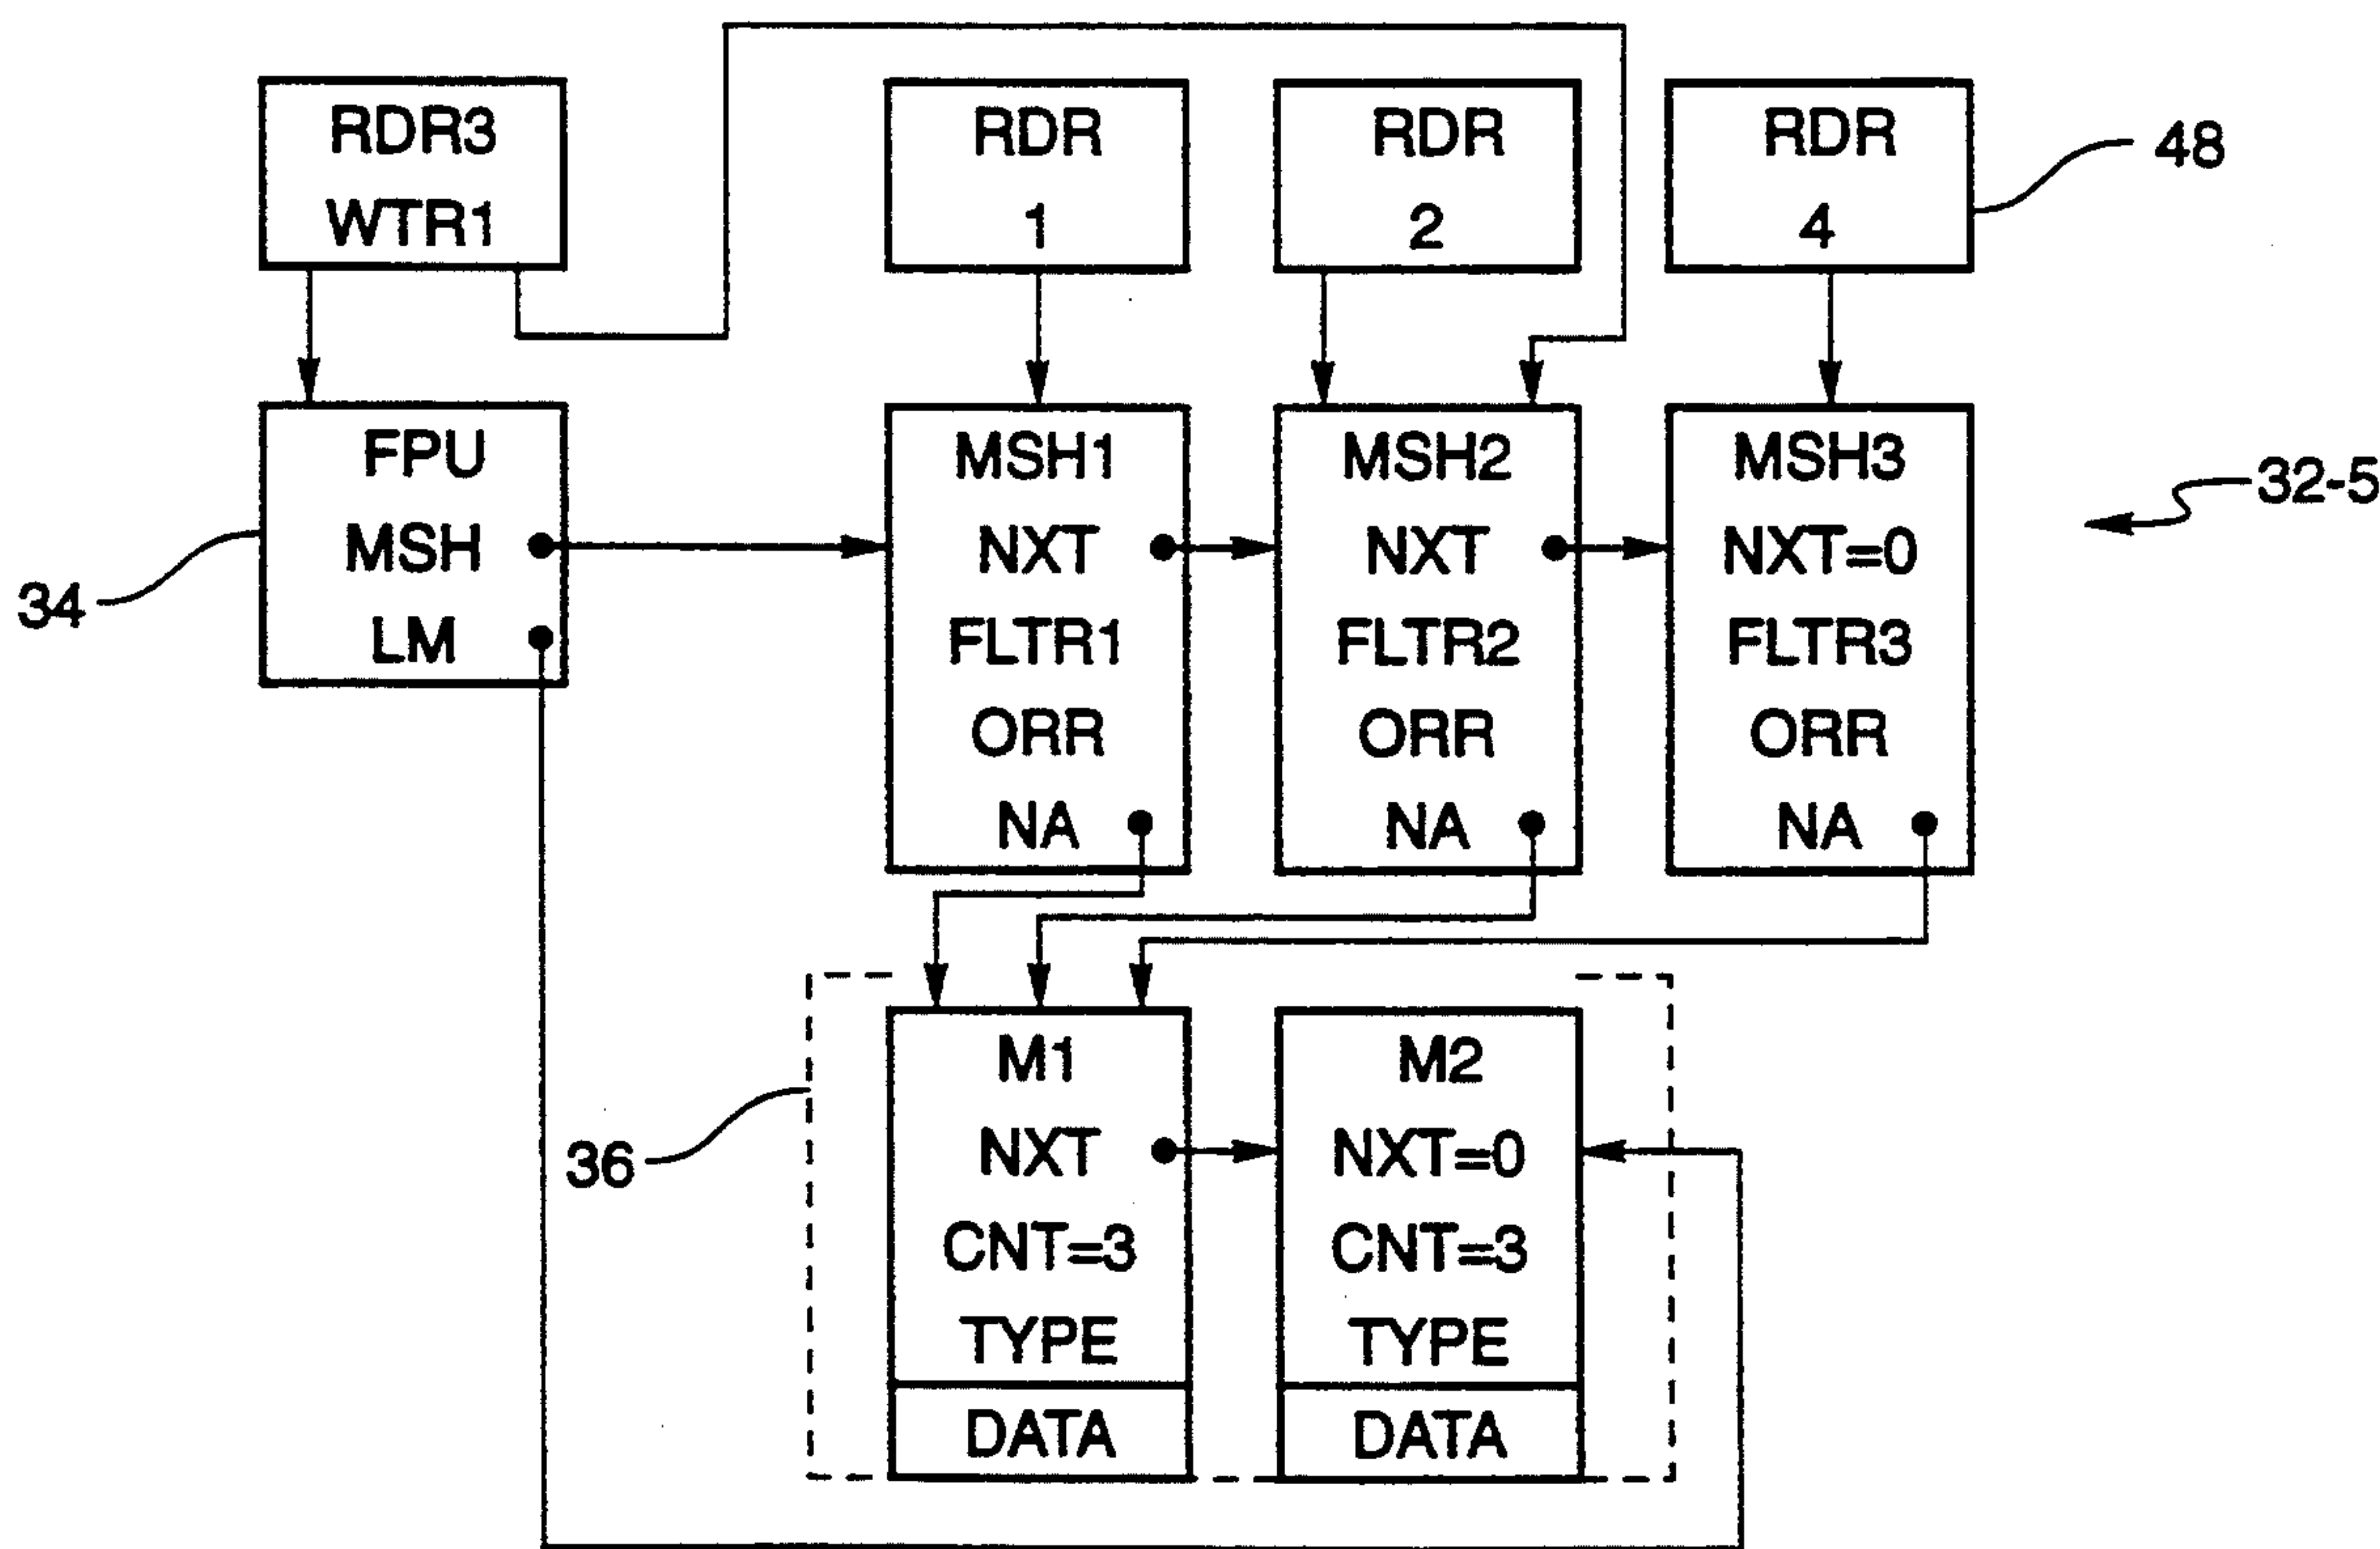 RDR3
WTR1
RDR
1
RDR
2
RDR
4
48
FPU
MSH
LM
34
MSH1
NXT
FLTR1
ORR
NA
MSH2
NXT
FLTR2
ORR
NA
MSH3
NXT=0
FLTR3
ORR
NA
32-5
36
M1
NXT
CNT=3
TYPE
DATA
M2
NXT=0
CNT=3
TYPE
DATA